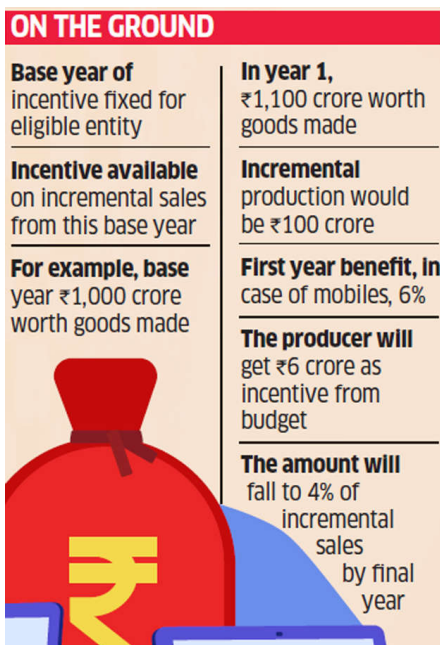 ON THE GROUND
Base year of
incentive fixed for
eligible entity
Incentive available
on incremental sales
from this base year
For example, base
year ₹1,000 crore
worth goods made
In year 1,
₹1,100 crore worth
goods made
Incremental
production would
be ₹100 crore
First year benefit, in
case of mobiles, 6%
The producer will
get ₹6 crore as
incentive from
budget
The amount will
fall to 4% of
incremental
sales
by final
year
₹